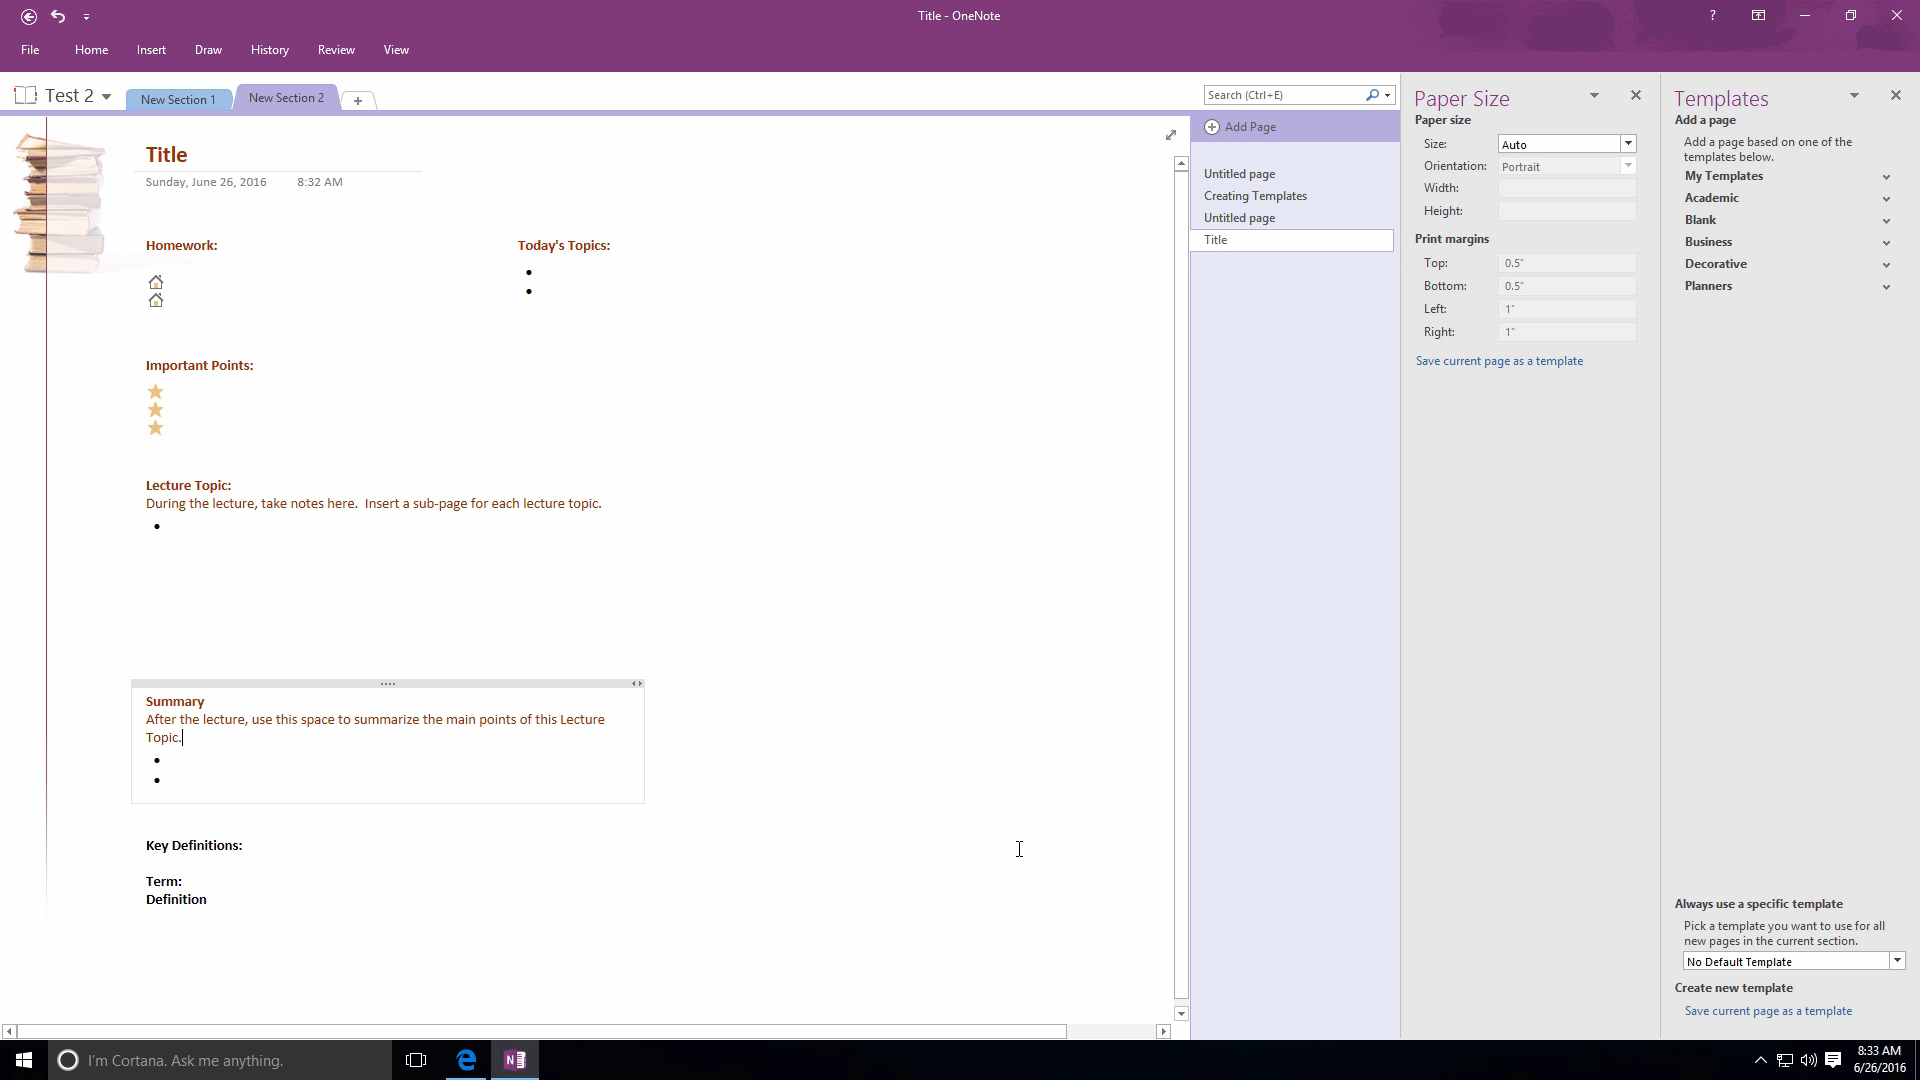 Title - OneNote
?
File Home Insert Draw History Review View
Test 2 New Section 1 New Section 2 +
Search (Ctrl+E)
Title
Sunday, June 26, 2016 8:32 AM
Homework:
Today's Topics:
Important Points:
Lecture Topic:
During the lecture, take notes here.  Insert a sub-page for each lecture topic.
Summary
After the lecture, use this space to summarize the main points of this Lecture
Topic.
Key Definitions:
Term:
Definition
Add Page
Untitled page
Creating Templates
Untitled page
Title
Paper Size
Paper size
Size: Auto
Orientation: Portrait
Width:
Height:
Print margins
Top: 0.5"
Bottom: 0.5"
Left: 1"
Right: 1"
Save current page as a template
Templates
Add a page
Add a page based on one of the
templates below.
My Templates
Academic
Blank
Business
Decorative
Planners
Always use a specific template
Pick a template you want to use for all
new pages in the current section.
No Default Template
Create new template
Save current page as a template
I'm Cortana. Ask me anything.
N
8:33 AM
6/26/2016